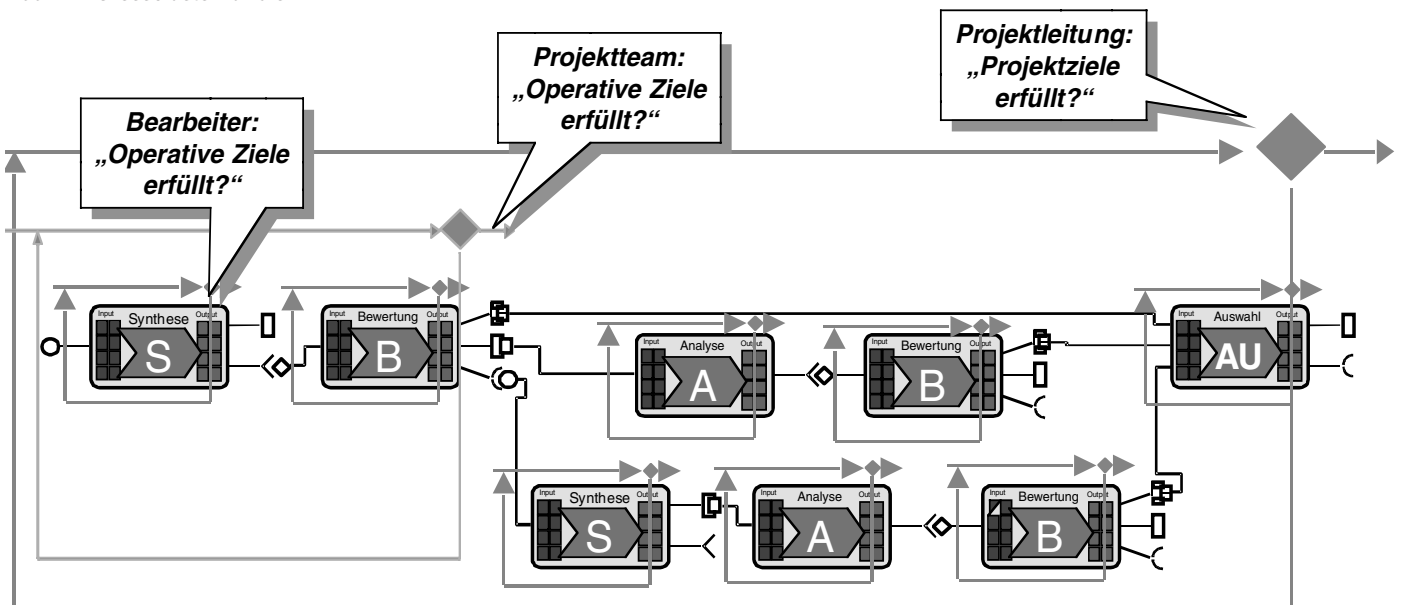 Projektleitung:
„Projektziele
erfüllt?“
Projektteam:
„Operative Ziele
erfüllt?“
Bearbeiter:
„Operative Ziele
erfüllt?“
Input
Synthese
Output
S
Input
Bewertung
Output
B
Input
Analyse
Output
A
Input
Bewertung
Output
B
Input
Auswahl
Output
AU
Input
Synthese
Output
S
Input
Analyse
Output
A
Input
Bewertung
Output
B